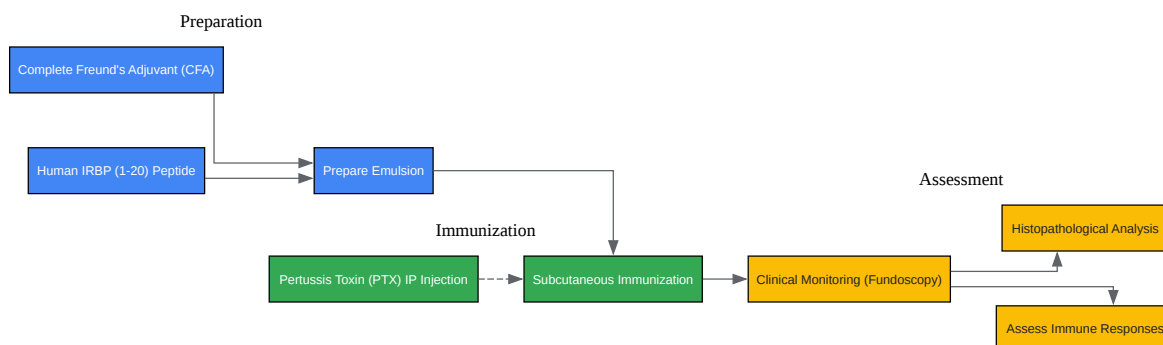 Preparation
Complete Freund's Adjuvant (CFA)
Human IRBP (1-20) Peptide
Prepare Emulsion
Immunization
Pertussis Toxin (PTX) IP Injection
Subcutaneous Immunization
Clinical Monitoring (Fundoscopy)
Assessment
Histopathological Analysis
Assess Immune Responses